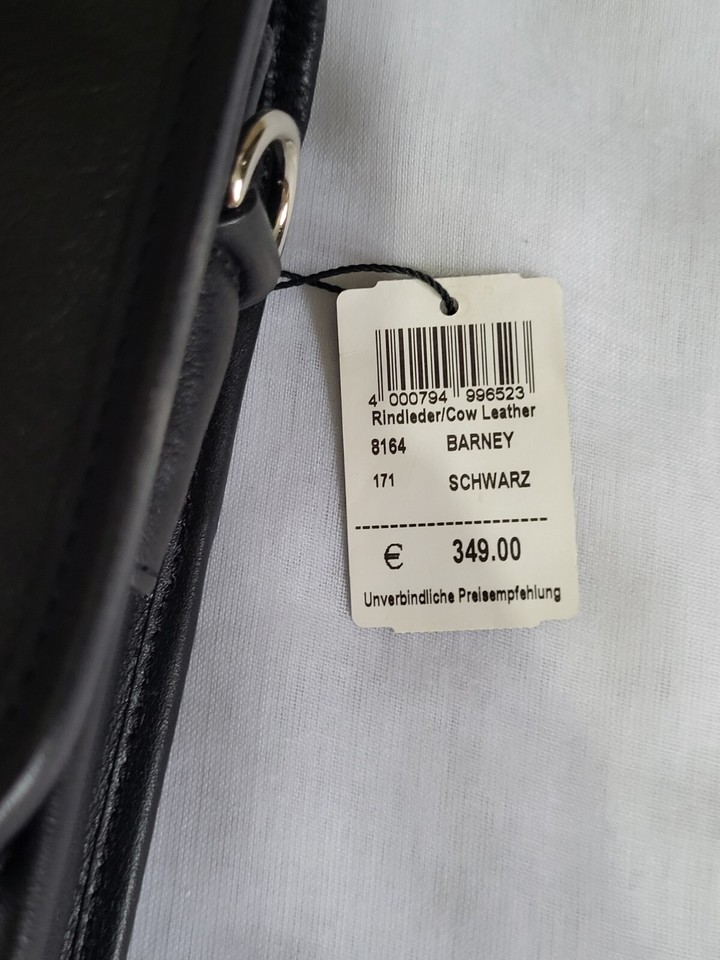 4 000794 996523
Rindleder/Cow Leather
8164 BARNEY
171 SCHWARZ
€ 349.00
Unverbindliche Preisempfehlung